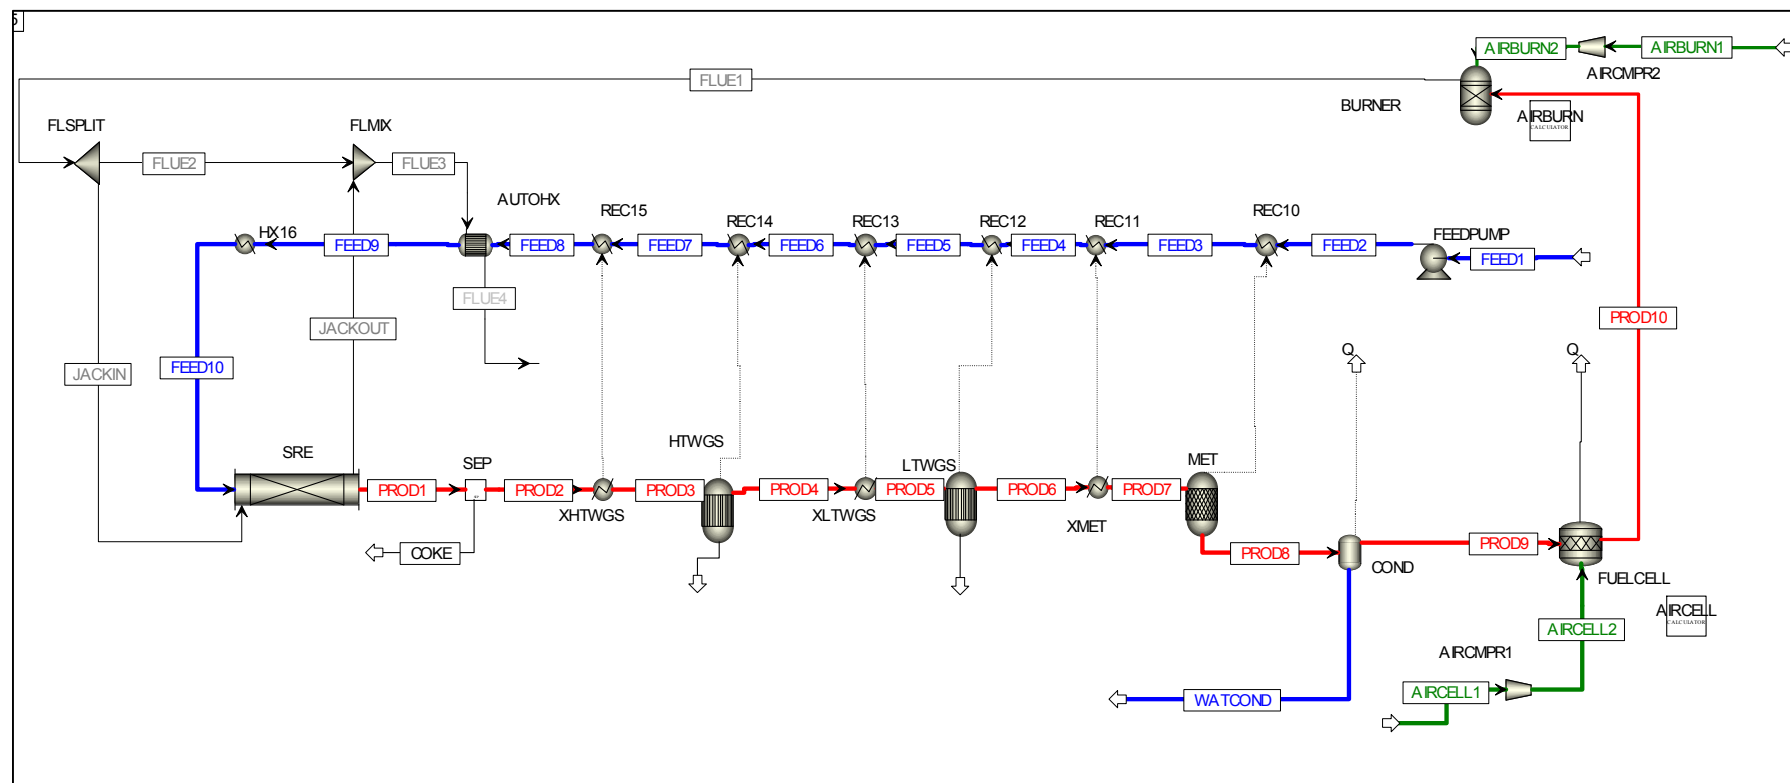 5
AIRBURN2
AIRBURN1
AIRCMPR2
FLUE1
BURNER
AIRBURN
CALCULATOR
FLSPLIT
FLMIX
FLUE2
FLUE3
AUTOHX
REC15
REC14
REC13
REC12
REC11
REC10
HX16
FEEDPUMP
FEED9
FEED8
FEED7
FEED6
FEED5
FEED4
FEED3
FEED2
FEED1
FLUE4
JACKOUT
PROD10
FEED10
JACKIN
Q
Q
HTWGS
SRE
SEP
LTWGS
MET
PROD1
PROD2
PROD3
PROD4
PROD5
PROD6
PROD7
XHTWGS
XLTWGS
XMET
COKE
PROD8
PROD9
COND
FUELCELL
AIRCELL
CALCULATOR
AIRCELL2
AIRCMPR1
AIRCELL1
WATCOND